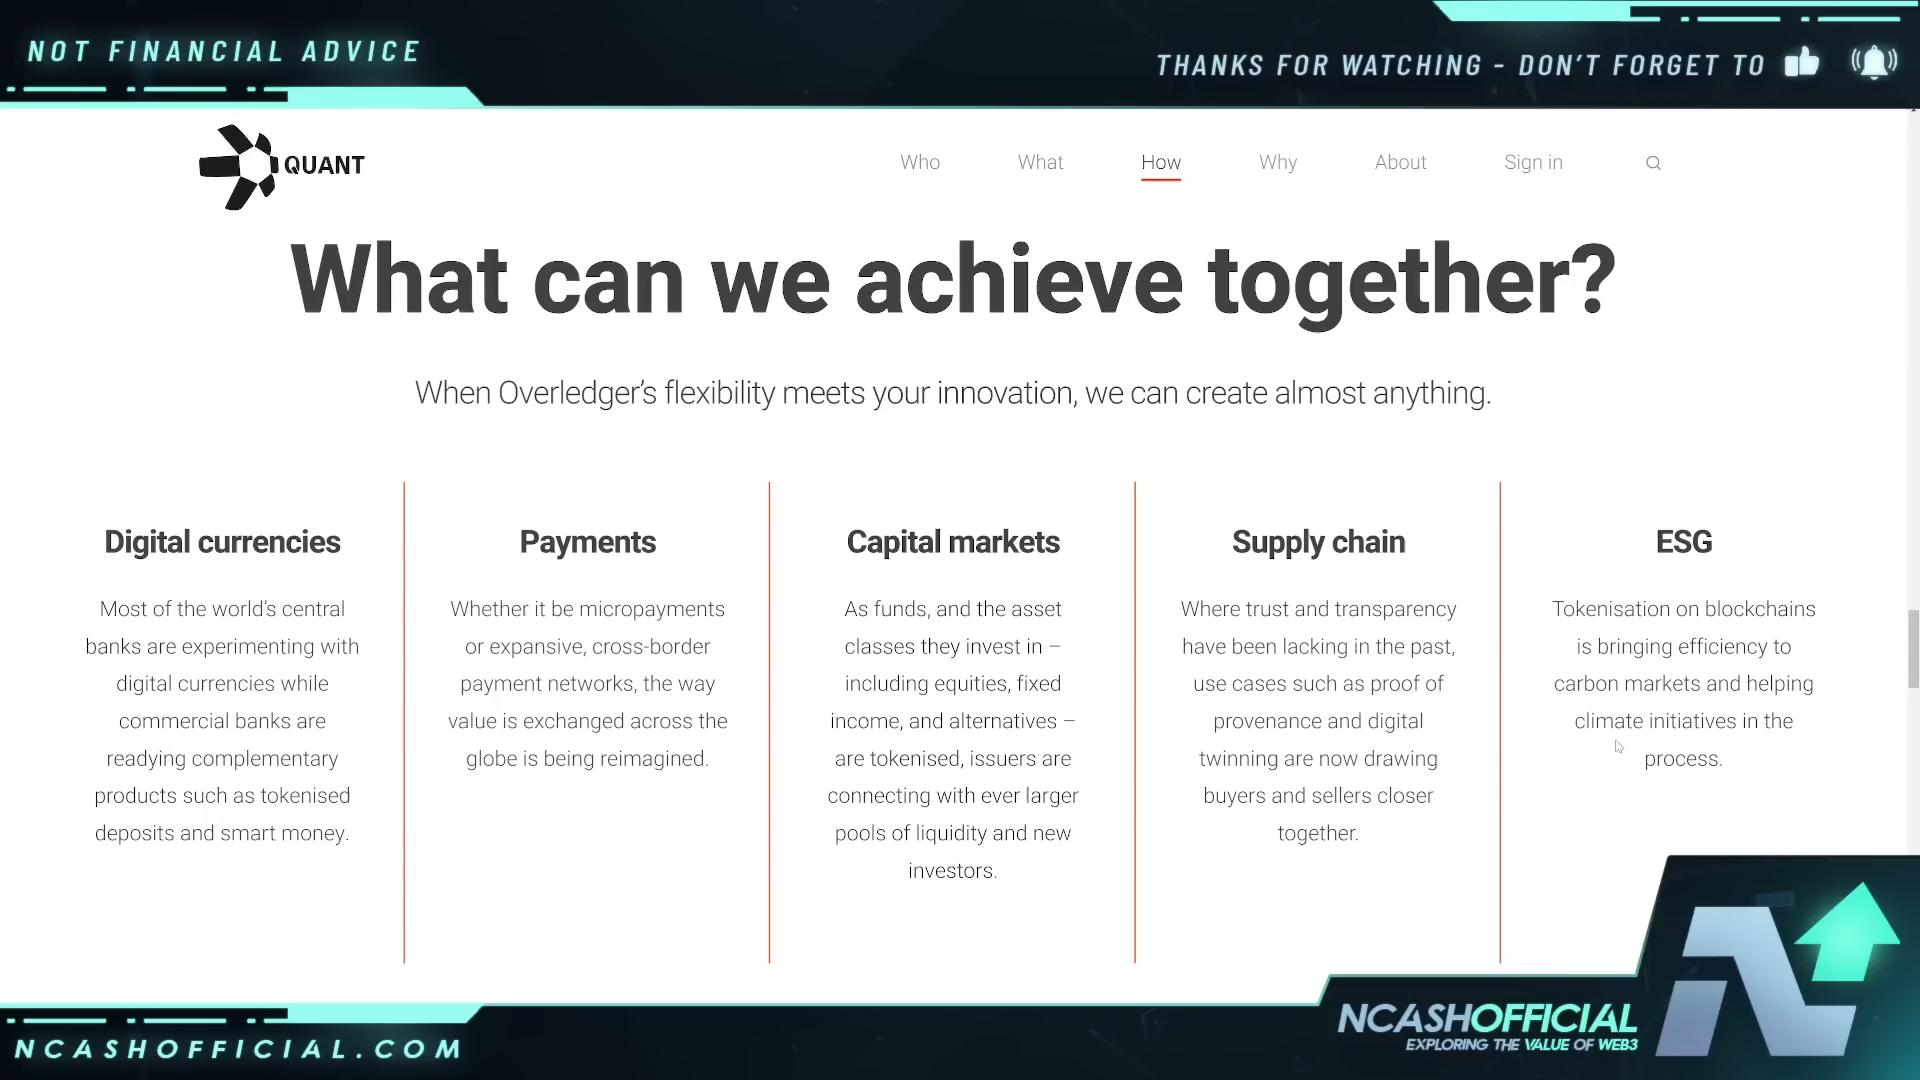 NOT FINANCIAL ADVICE
THANKS FOR WATCHING - DON'T FORGET TO
QUANT
Who
What
How
Why
About
Sign in
What can we achieve together?
When Overledger’s flexibility meets your innovation, we can create almost anything.
Digital currencies
Most of the world’s central
banks are experimenting with
digital currencies while
commercial banks are
readying complementary
products such as tokenised
deposits and smart money.
Payments
Whether it be micropayments
or expansive, cross-border
payment networks, the way
value is exchanged across the
globe is being reimagined.
Capital markets
As funds, and the asset
classes they invest in –
including equities, fixed
income, and alternatives –
are tokenised, issuers are
connecting with ever larger
pools of liquidity and new
investors.
Supply chain
Where trust and transparency
have been lacking in the past,
use cases such as proof of
provenance and digital
twinning are now drawing
buyers and sellers closer
together.
ESG
Tokenisation on blockchains
is bringing efficiency to
carbon markets and helping
climate initiatives in the
process.
NCASHOFFICIAL.COM
NCASHOFFICIAL
EXPLORING THE VALUE OF WEB3